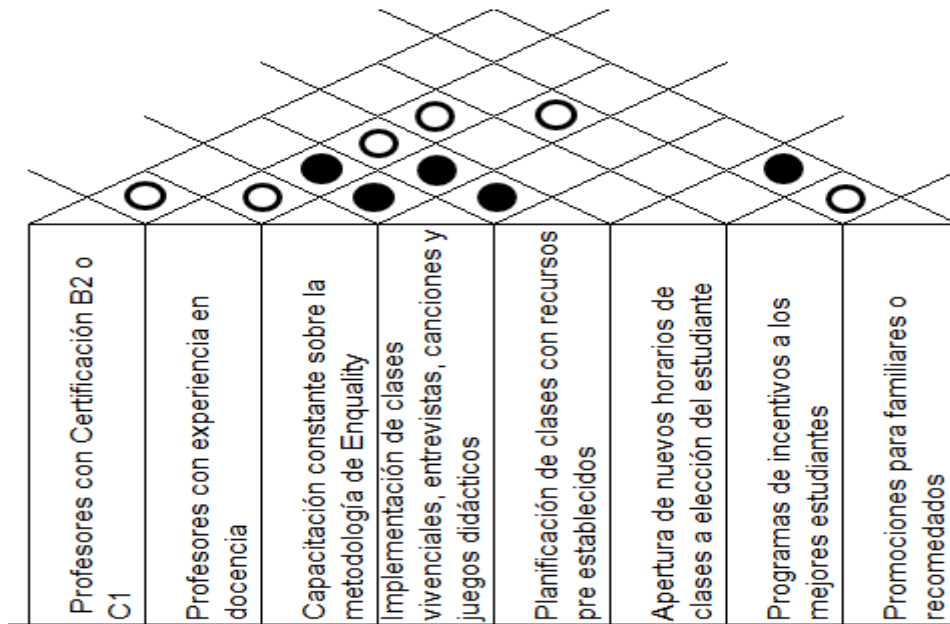 Profesores con Certificación B2 o
C1
Profesores con experiencia en
docencia
Capacitación constante sobre la
metodología de Enquality
Implementación de clases
vivenciales, entrevistas, canciones y
juegos didácticos
Planificación de clases con recursos
pre establecidos
Apertura de nuevos horarios de
clases a elección del estudiante
Programas de incentivos a los
mejores estudiantes
Promociones para familiares o
recomedados